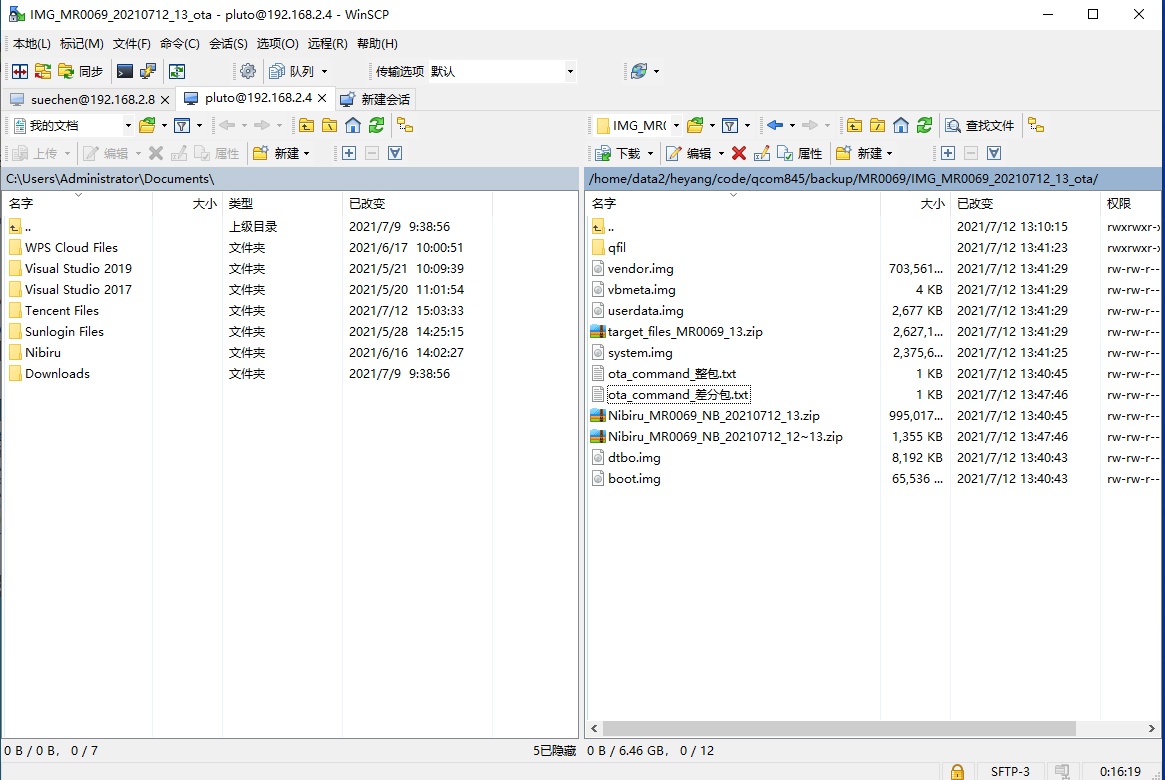 IMG_MR0069_20210712_13_ota - pluto@192.168.2.4 - WinSCP
本地(L) 标记(M) 文件(F) 命令(C) 会话(S) 选项(O) 远程(R) 帮助(H)
同步 队列 传输选项 默认
suechen@192.168.2.8 pluto@192.168.2.4 新建会话
我的文档 IMG_MR0 查找文件
上传 编辑 属性 新建 下载 编辑 属性 新建
C:\Users\Administrator\Documents\ /home/data2/heyang/code/qcom845/backup/MR0069/IMG_MR0069_20210712_13_ota/
名字 大小 类型 已改变 名字 大小 已改变 权限
.. 上级目录 2021/7/9 9:38:56 .. 2021/7/12 13:10:15 rwxrwxr-x
WPS Cloud Files 文件夹 2021/6/17 10:00:51 qfil 2021/7/12 13:41:23 rwxrwxr-x
Visual Studio 2019 文件夹 2021/5/21 10:09:39 vendor.img 703,561... 2021/7/12 13:41:29 rw-rw-r--
Visual Studio 2017 文件夹 2021/5/20 11:01:54 vbmeta.img 4 KB 2021/7/12 13:41:29 rw-rw-r--
Tencent Files 文件夹 2021/7/12 15:03:33 userdata.img 2,677 KB 2021/7/12 13:41:29 rw-rw-r--
Sunlogin Files 文件夹 2021/5/28 14:25:15 target_files_MR0069_13.zip 2,627,1... 2021/7/12 13:41:29 rw-rw-r--
Nibiru 文件夹 2021/6/16 14:02:27 system.img 2,375,6... 2021/7/12 13:41:25 rw-rw-r--
Downloads 文件夹 2021/7/9 9:38:56 ota_command_整包.txt 1 KB 2021/7/12 13:40:45 rw-rw-r--
ota_command_差分包.txt 1 KB 2021/7/12 13:47:46 rw-rw-r--
Nibiru_MR0069_NB_20210712_13.zip 995,017... 2021/7/12 13:40:45 rw-rw-r--
Nibiru_MR0069_NB_20210712_12~13.zip 1,355 KB 2021/7/12 13:47:46 rw-rw-r--
dtbo.img 8,192 KB 2021/7/12 13:40:43 rw-rw-r--
boot.img 65,536 ... 2021/7/12 13:40:43 rw-rw-r--
0 B / 0 B, 0 / 7 5已隐藏 0 B / 6.46 GB, 0 / 12
SFTP-3 0:16:19